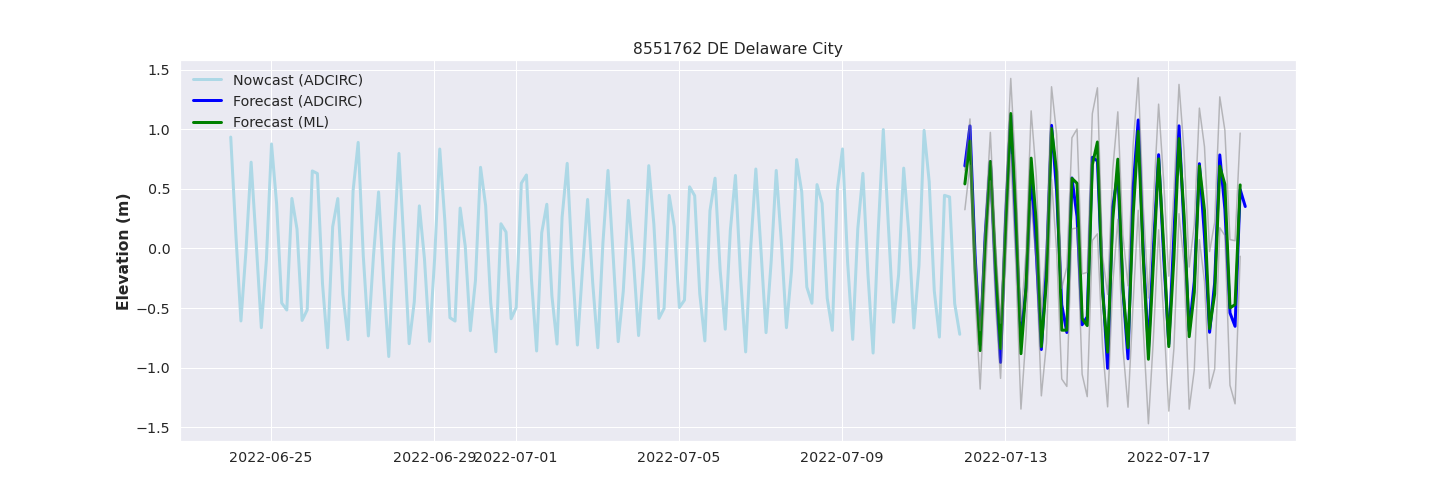 8551762 DE Delaware City
Nowcast (ADCIRC)
Forecast (ADCIRC)
Forecast (ML)
Elevation (m)
1.5
1.0
0.5
0.0
−0.5
−1.0
−1.5
2022-06-25
2022-06-29
2022-07-01
2022-07-05
2022-07-09
2022-07-13
2022-07-17